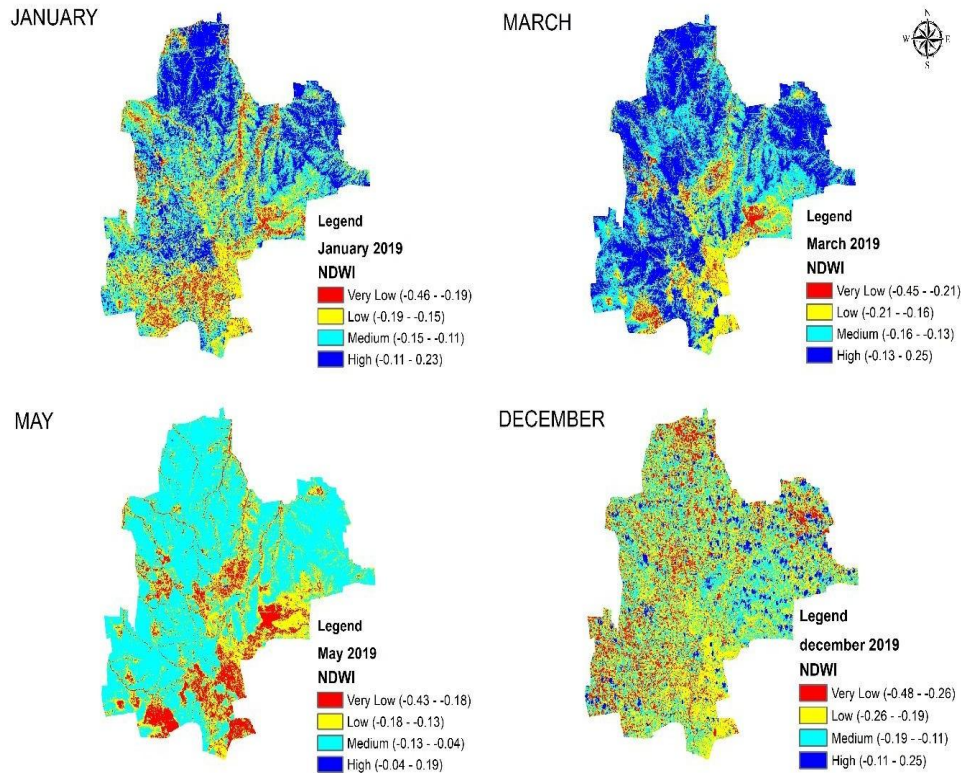 JANUARY
MARCH
N
W E
S
Legend
January 2019
NDWI
Very Low (-0.46 - -0.19)
Low (-0.19 - -0.15)
Medium (-0.15 - -0.11)
High (-0.11 - 0.23)
Legend
March 2019
NDWI
Very Low (-0.45 - -0.21)
Low (-0.21 - -0.16)
Medium (-0.16 - -0.13)
High (-0.13 - 0.25)
MAY
DECEMBER
Legend
May 2019
NDWI
Very Low (-0.43 - -0.18)
Low (-0.18 - -0.13)
Medium (-0.13 - -0.04)
High (-0.04 - 0.19)
Legend
december 2019
NDWI
Very Low (-0.48 - -0.26)
Low (-0.26 - -0.19)
Medium (-0.19 - -0.11)
High (-0.11 - 0.25)